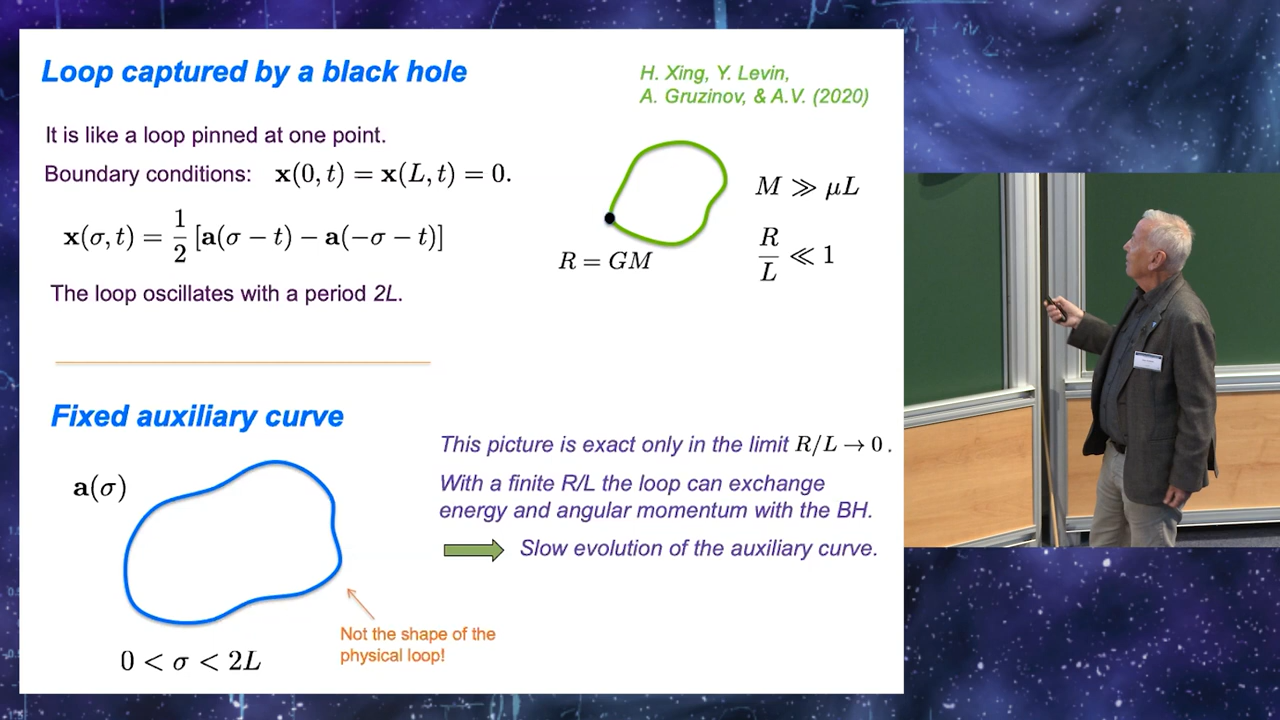 Loop captured by a black hole
H. Xing, Y. Levin,
A. Gruzinov, & A.V. (2020)
It is like a loop pinned at one point.
Boundary conditions: x(0, t) = x(L, t) = 0.
x(σ, t) = 1/2 [a(σ − t) − a(−σ − t)]
The loop oscillates with a period 2L.
R = GM
M ≫ μL
R/L ≪ 1
Fixed auxiliary curve
a(σ)
0 < σ < 2L
Not the shape of the
physical loop!
This picture is exact only in the limit R/L → 0 .
With a finite R/L the loop can exchange
energy and angular momentum with the BH.
Slow evolution of the auxiliary curve.